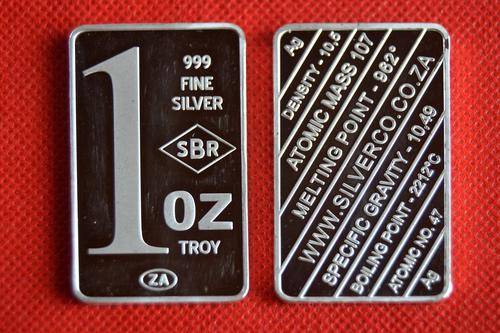 1
999
FINE
SILVER
SBR
OZ
TROY
ZA
Ag
DENSITY - 10.5
ATOMIC MASS 107
MELTING POINT - 962°
WWW.SILVERCO.CO.ZA
SPECIFIC GRAVITY - 10.49
BOILING POINT - 2212°C
ATOMIC NO. 47
Ag